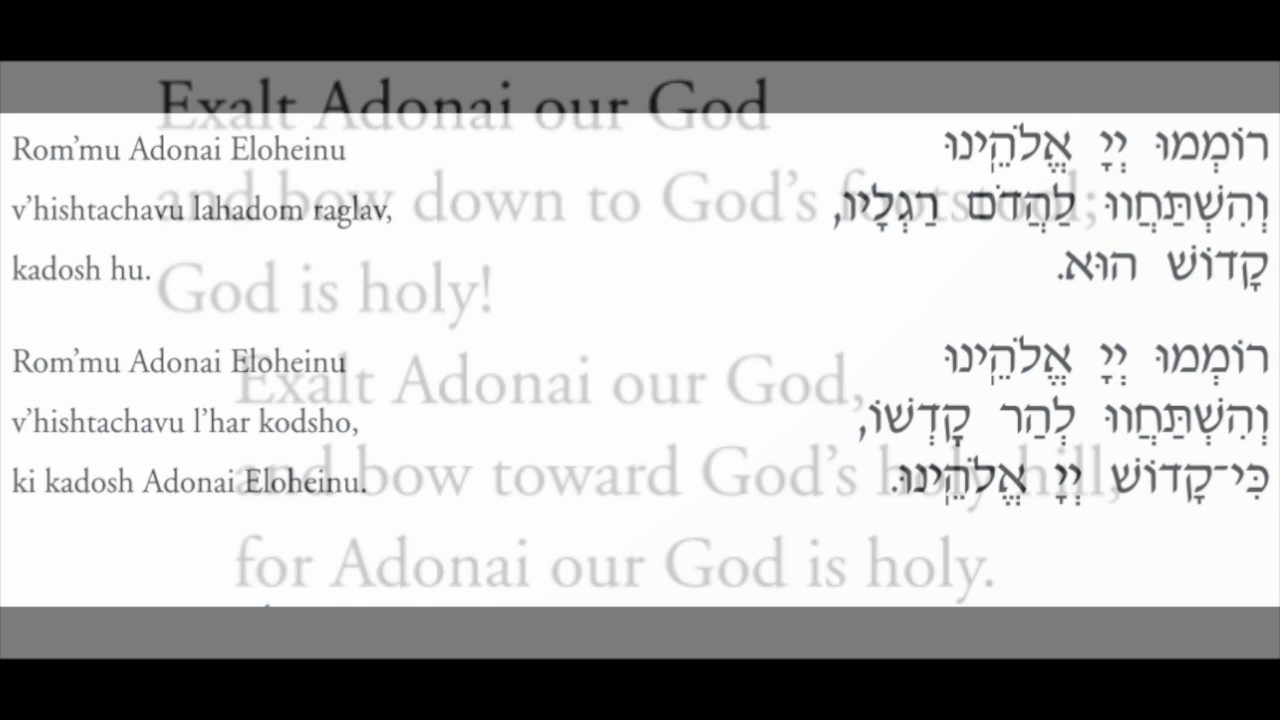 Exalt Adonai our God
and bow down to God's footstool;
God is holy!
Exalt Adonai our God,
and bow toward God's holy hill,
for Adonai our God is holy.
Rom'mu Adonai Eloheinu
v'hishtachavu lahadom raglav,
kadosh hu.
Rom'mu Adonai Eloheinu
v'hishtachavu l'har kodsho,
ki kadosh Adonai Eloheinu.
רוֹמְמוּ יְיָ אֱלֹהֵֽינוּ
וְהִשְׁתַּחֲווּ לַהֲדֹם רַגְלָיו,
קָדוֹשׁ הוּא.
רוֹמְמוּ יְיָ אֱלֹהֵֽינוּ
וְהִשְׁתַּחֲווּ לְהַר קָדְשׁוֹ,
כִּי־קָדוֹשׁ יְיָ אֱלֹהֵֽינוּ.